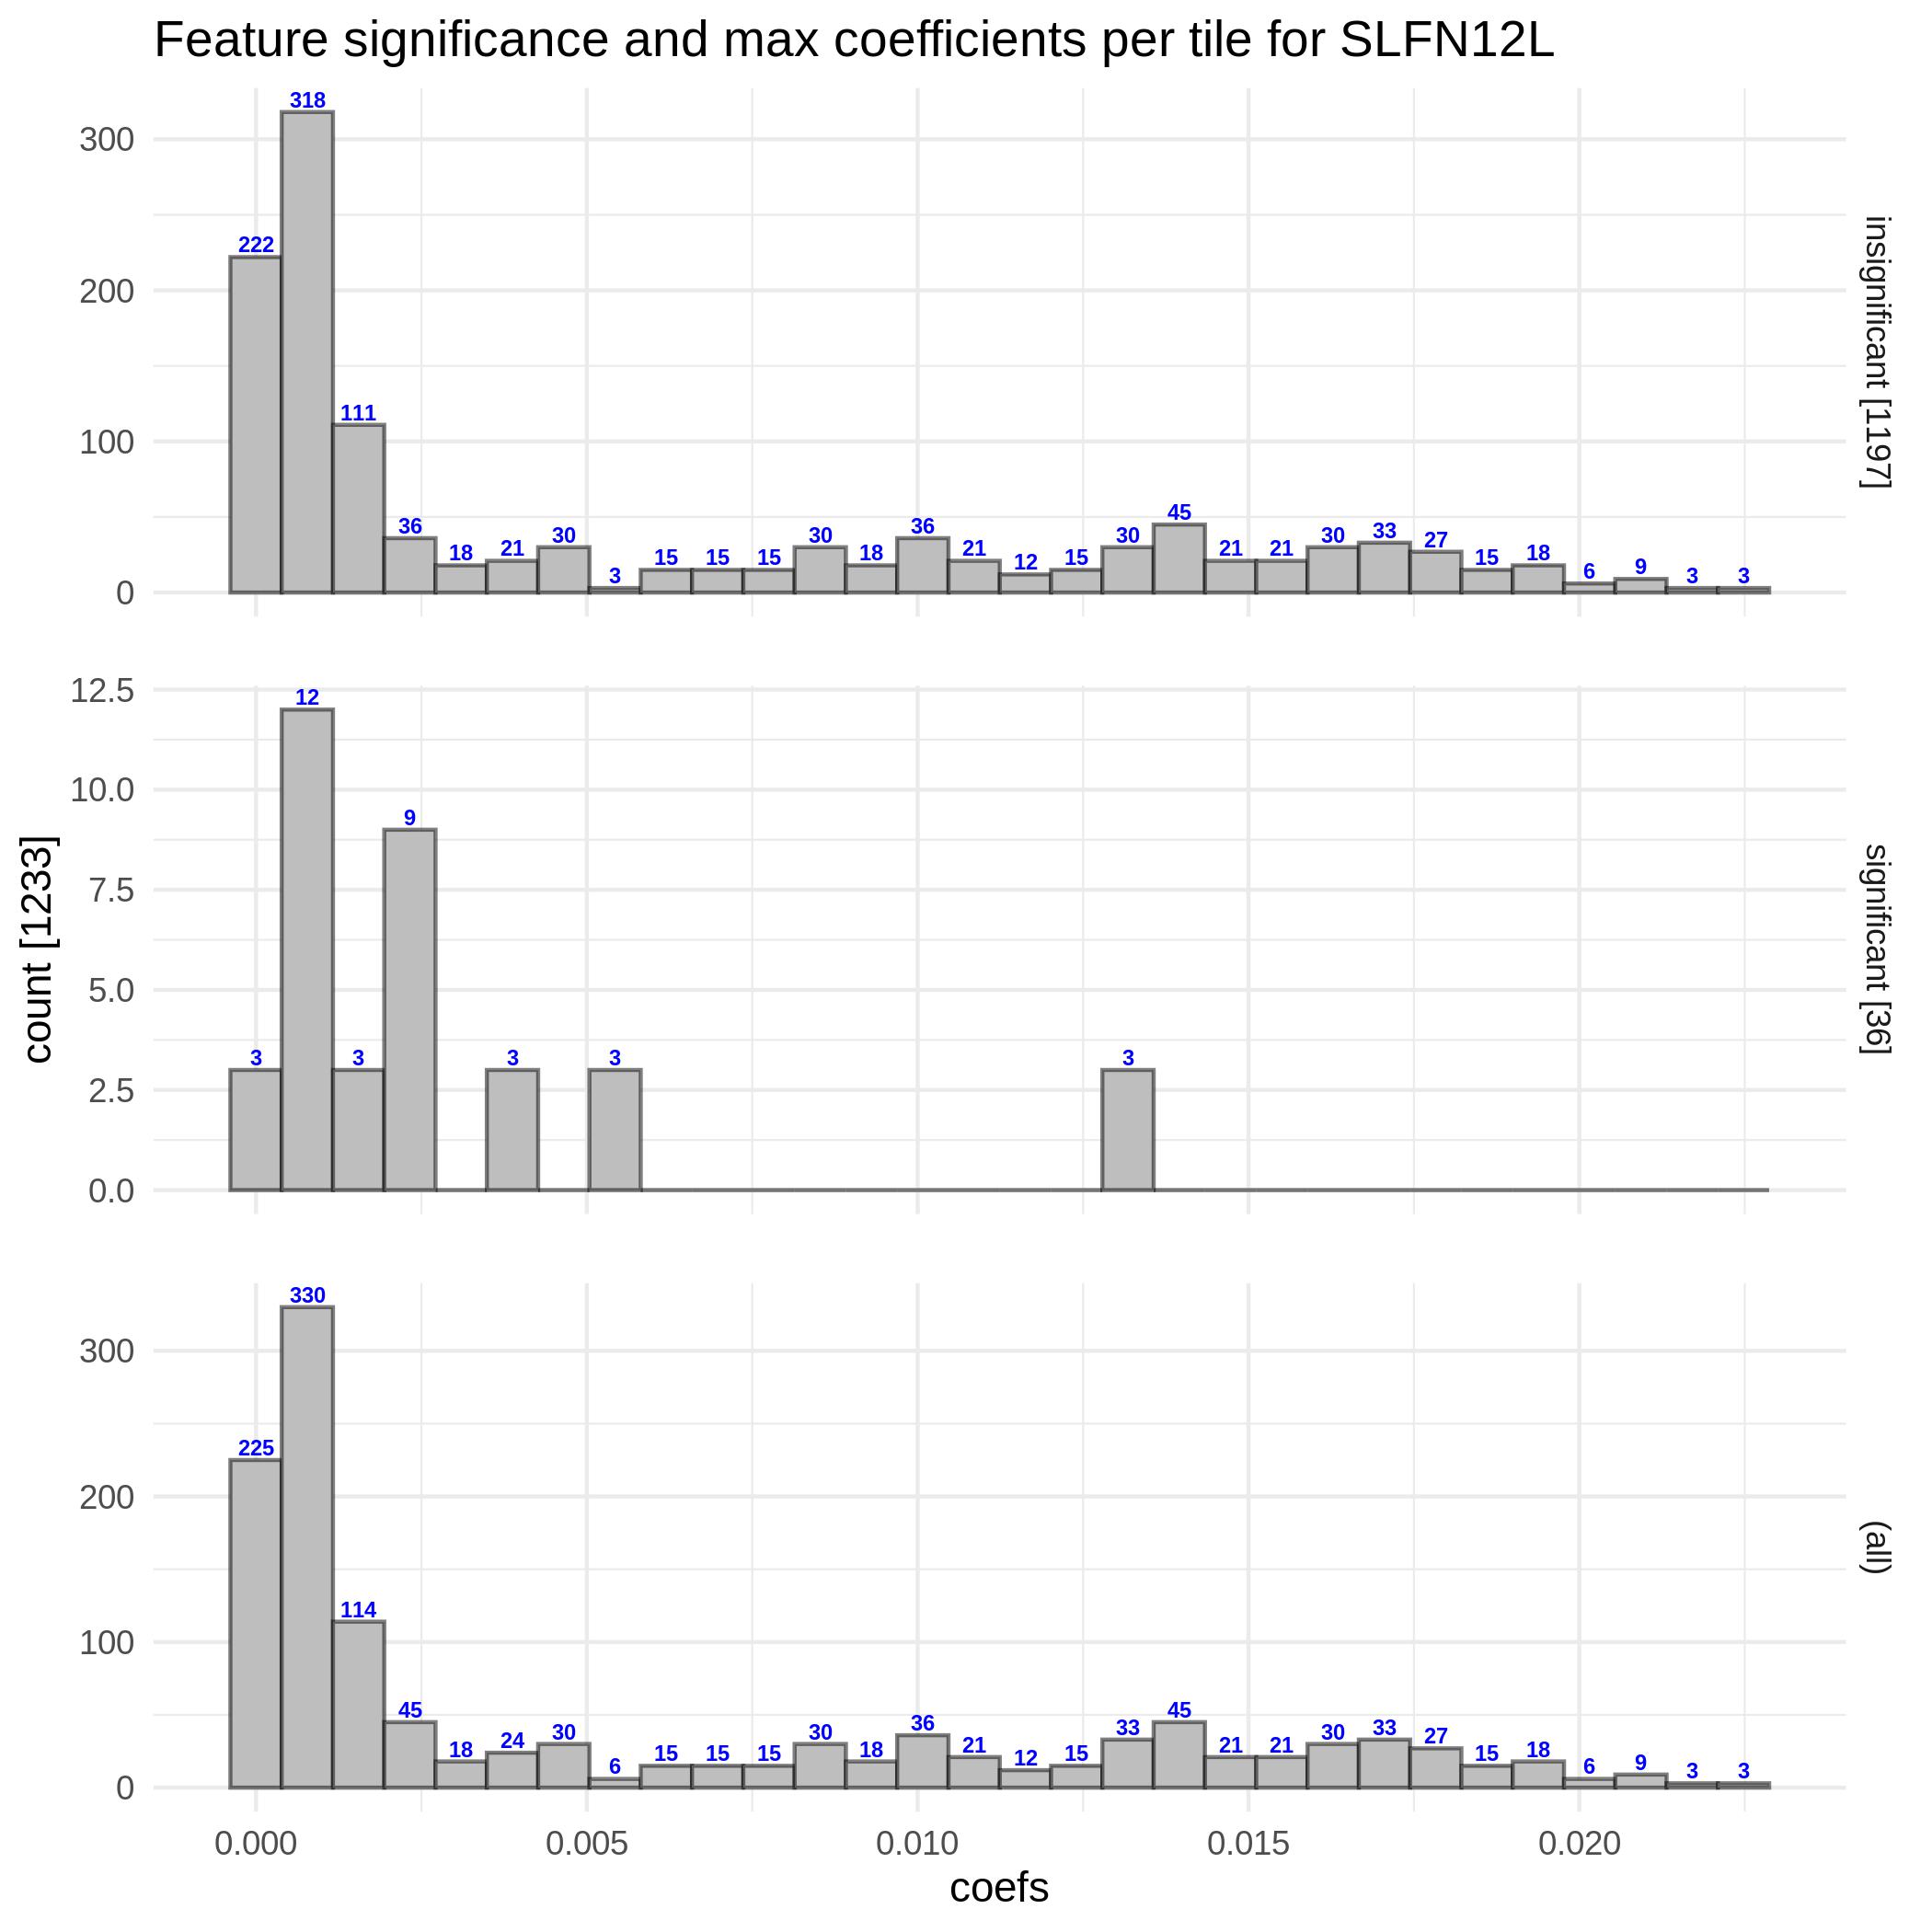 Feature significance and max coefficients per tile for SLFN12L
300
200
100
0
222 318 111 36 18 21 30 3 15 15 15 30 18 36 21 12 15 30 45 21 21 30 33 27 15 18 6 9 3 3
insignificant [1197]
12.5
10.0
7.5
5.0
2.5
0.0
3 12 3 9 3 3 3
significant [36]
count [1233]
300
200
100
0
225 330 114 45 18 24 30 6 15 15 15 30 18 36 21 12 15 33 45 21 21 30 33 27 15 18 6 9 3 3
(all)
0.000 0.005 0.010 0.015 0.020
coefs